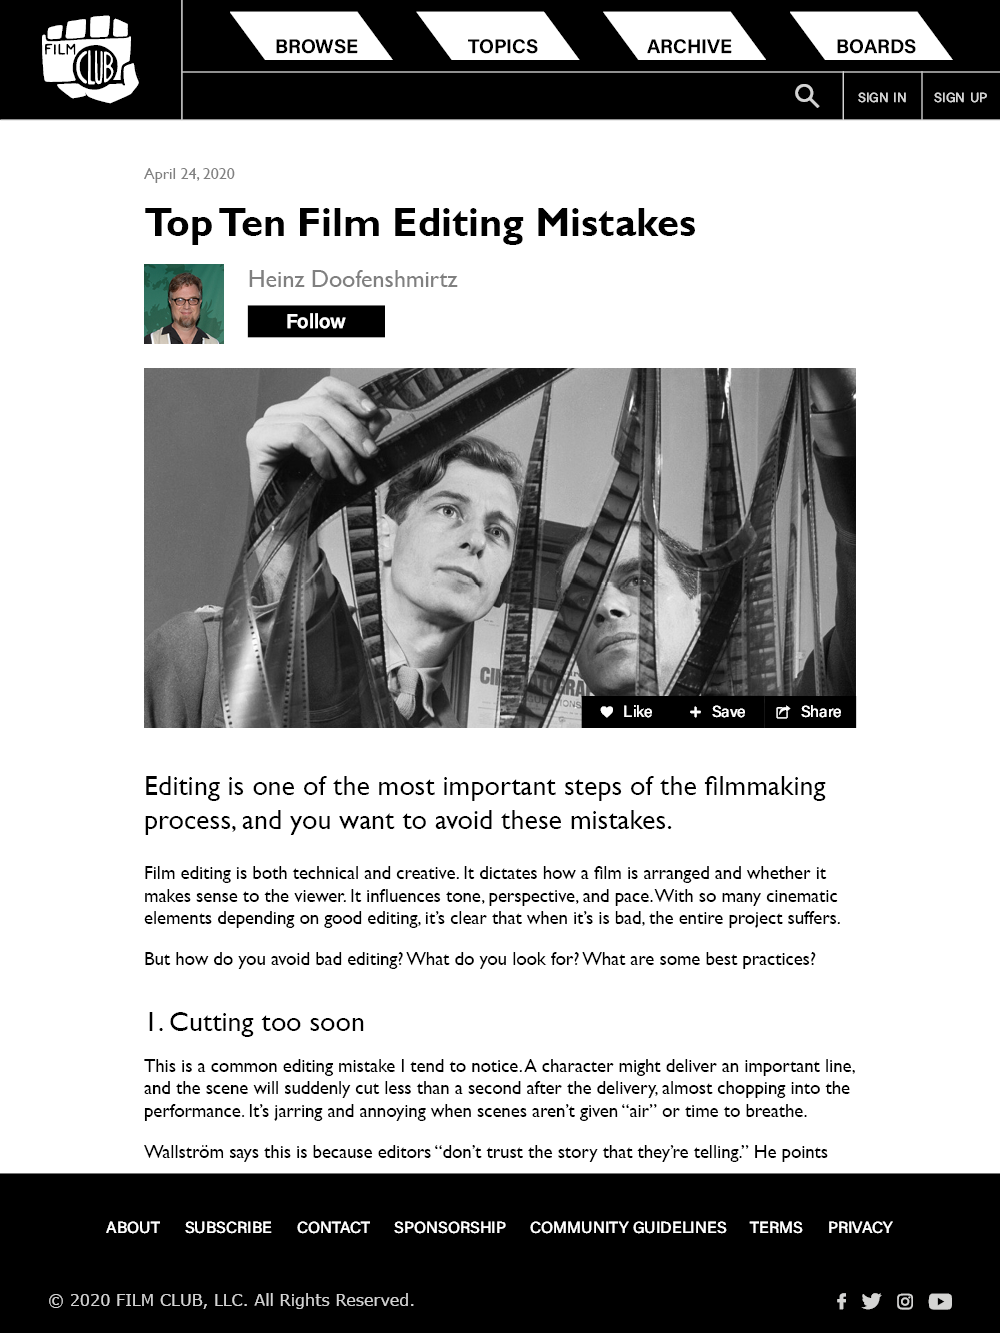 FILM
CLUB
BROWSE
TOPICS
ARCHIVE
BOARDS
SIGN IN
SIGN UP
April 24, 2020
Top Ten Film Editing Mistakes
Heinz Doofenshmirtz
Follow
Like
Save
Share
Editing is one of the most important steps of the filmmaking
process, and you want to avoid these mistakes.
Film editing is both technical and creative. It dictates how a film is arranged and whether it
makes sense to the viewer. It influences tone, perspective, and pace. With so many cinematic
elements depending on good editing, it’s clear that when it’s is bad, the entire project suffers.
But how do you avoid bad editing? What do you look for? What are some best practices?
1. Cutting too soon
This is a common editing mistake I tend to notice. A character might deliver an important line,
and the scene will suddenly cut less than a second after the delivery, almost chopping into the
performance. It’s jarring and annoying when scenes aren’t given “air” or time to breathe.
Wallström says this is because editors “don’t trust the story that they’re telling.” He points
ABOUT
SUBSCRIBE
CONTACT
SPONSORSHIP
COMMUNITY GUIDELINES
TERMS
PRIVACY
© 2020 FILM CLUB, LLC. All Rights Reserved.